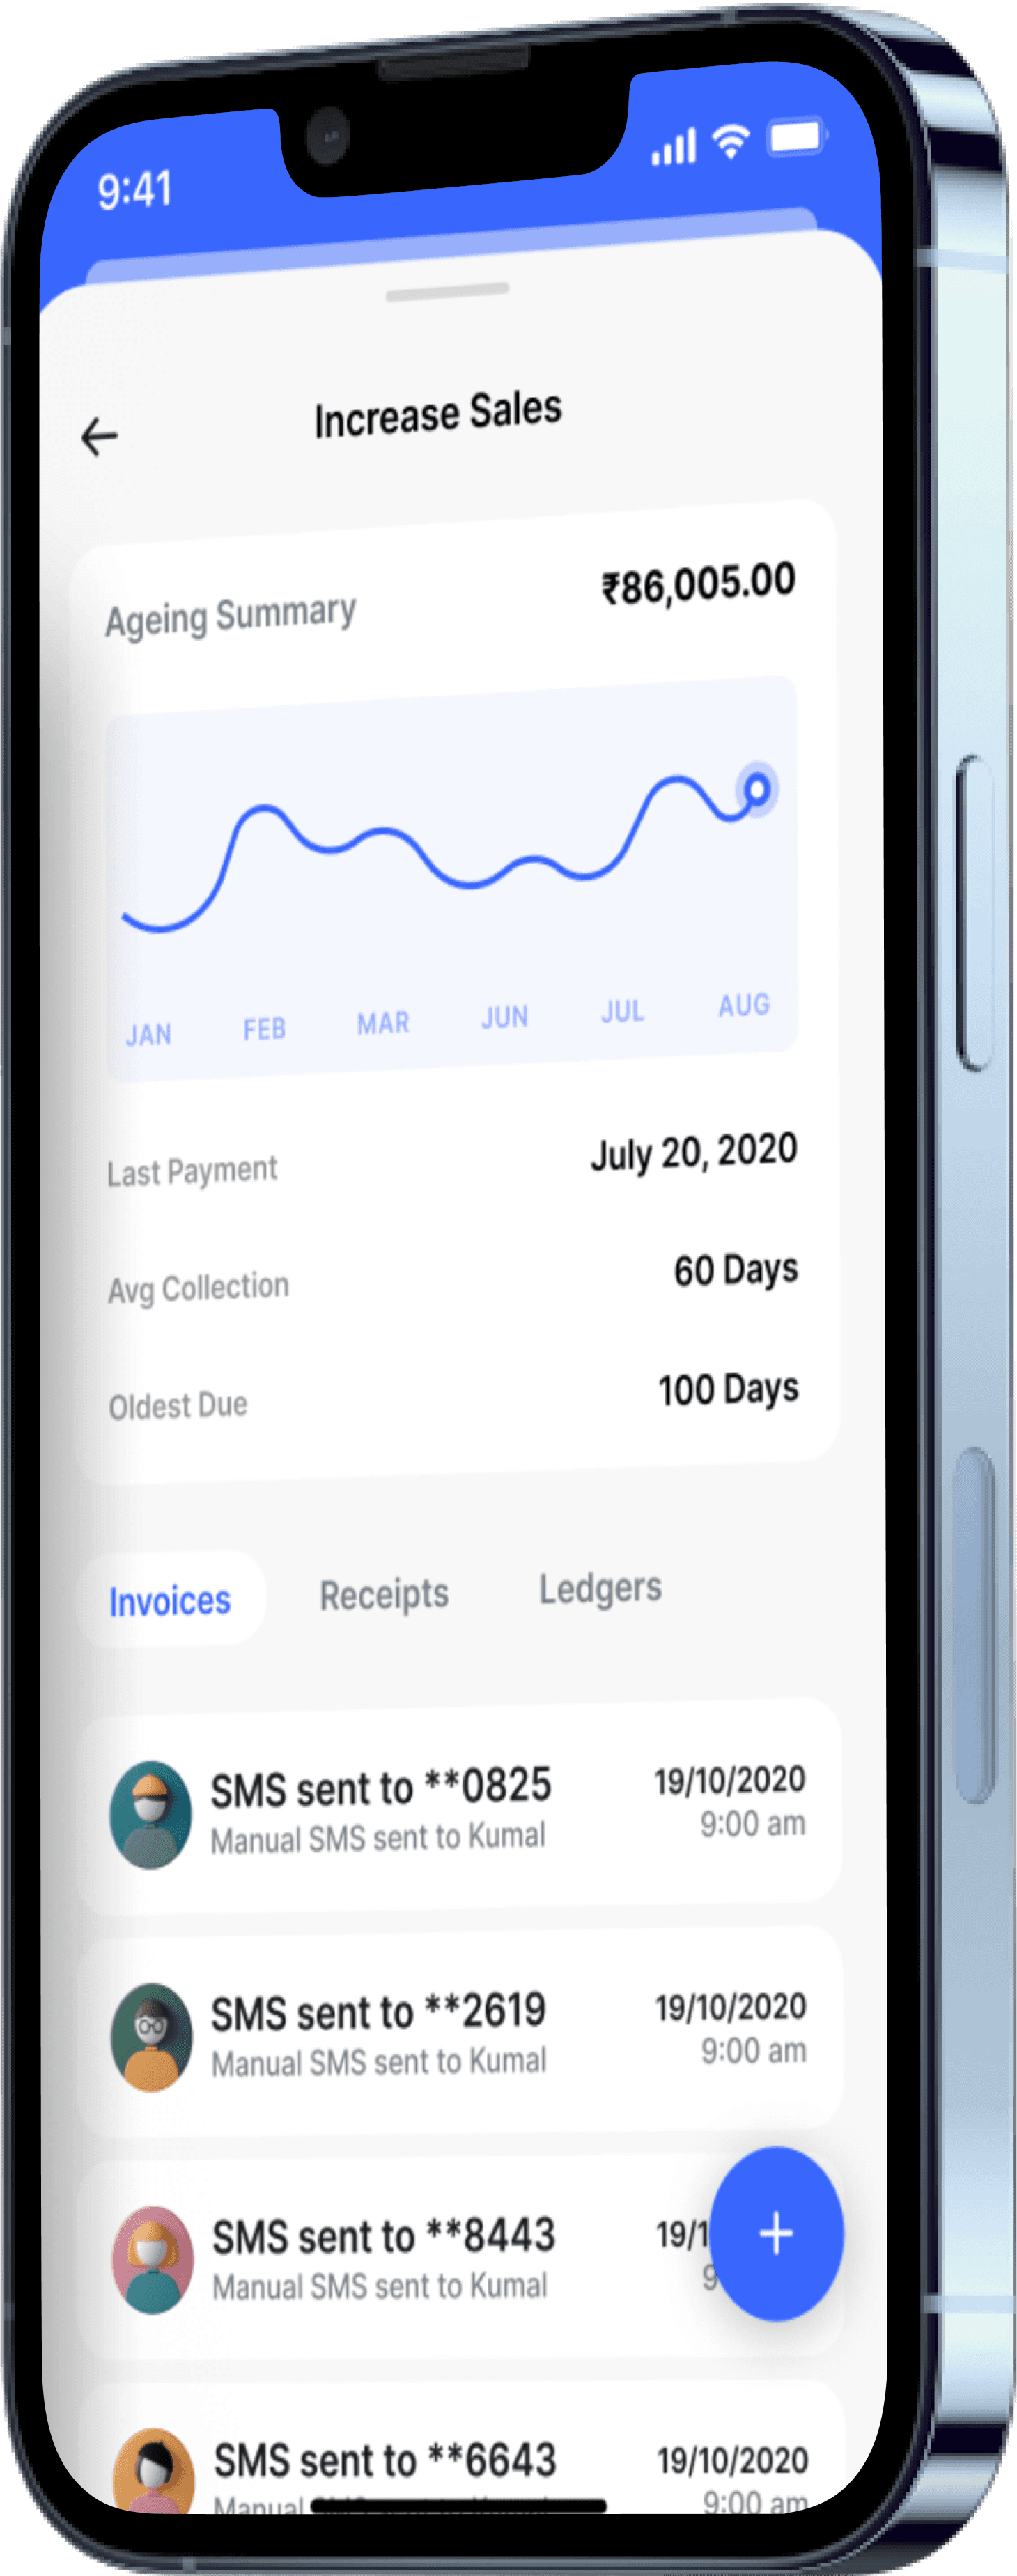 9:41
Increase Sales
Ageing Summary ₹86,005.00
JAN FEB MAR JUN JUL AUG
Last Payment July 20, 2020
Avg Collection 60 Days
Oldest Due 100 Days
Invoices Receipts Ledgers
SMS sent to **0825 19/10/2020
Manual SMS sent to Kumal 9:00 am
SMS sent to **2619 19/10/2020
Manual SMS sent to Kumal 9:00 am
SMS sent to **8443 19/1
Manual SMS sent to Kumal 9
SMS sent to **6643 19/10/2020
Manual 9:00 am